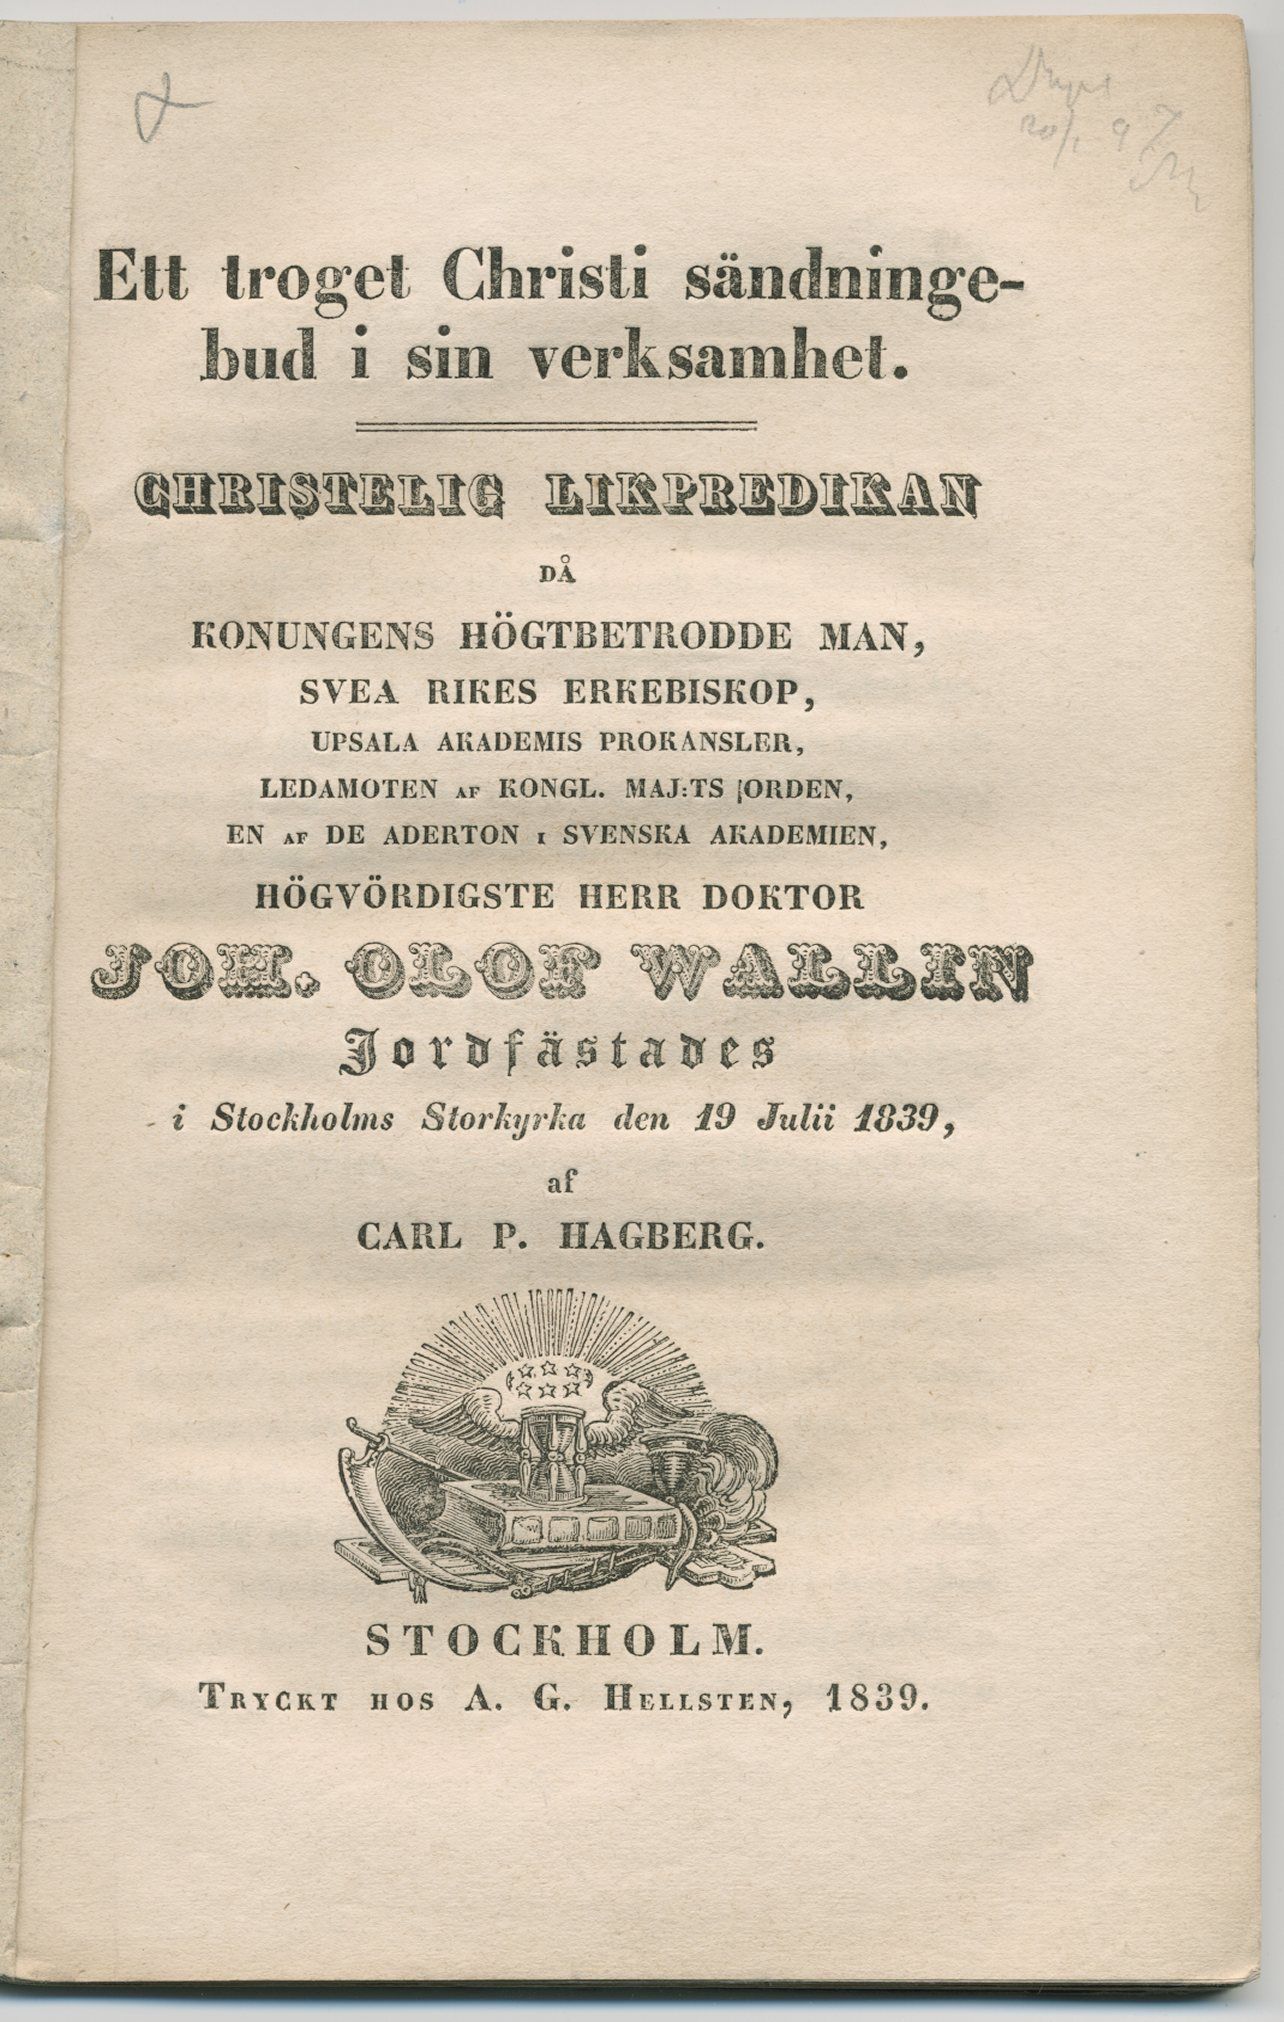 Ett troget Christi sändninge-
bud i sin verksamhet.
CHRISTELIG LIKPREDIKAN
DÅ
KONUNGENS HÖGTBETRODDE MAN,
SVEA RIKES ERKEBISKOP,
UPSALA AKADEMIS PROKANSLER,
LEDAMOTEN AF KONGL. MAJ:TS ORDEN,
EN AF DE ADERTON I SVENSKA AKADEMIEN,
HÖGVÖRDIGSTE HERR DOKTOR
JOH. OLOF WALLIN
Jordfästades
i Stockholms Storkyrka den 19 Julii 1839,
af
CARL P. HAGBERG.
STOCKHOLM.
TRYCKT HOS A. G. HELLSTEN, 1839.